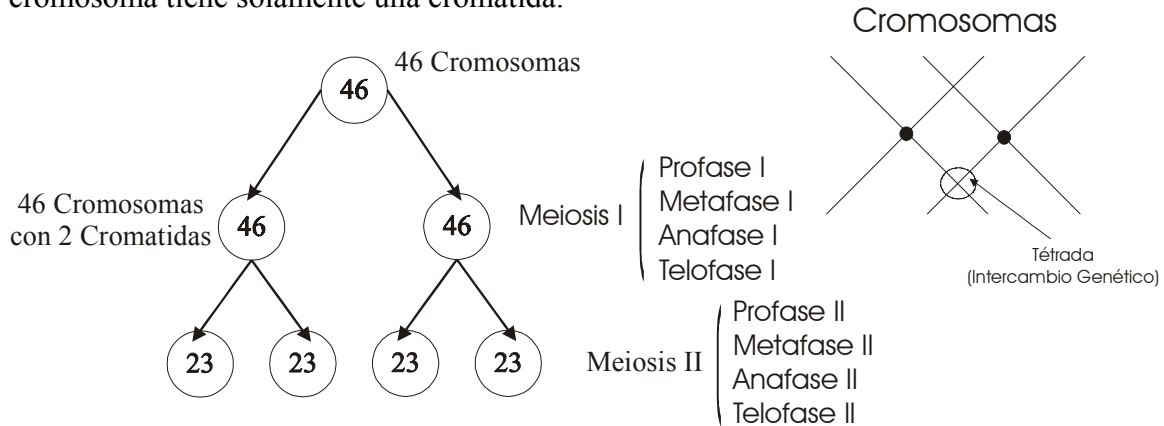 cromosoma tiene solamente una cromatida.
Cromosomas
46 Cromosomas
46
46 Cromosomas
con 2 Cromatidas
46
46
Meiosis I
Profase I
Metafase I
Anafase I
Telofase I
Tétrada
(Intercambio Genético)
23
23
23
23
Meiosis II
Profase II
Metafase II
Anafase II
Telofase II